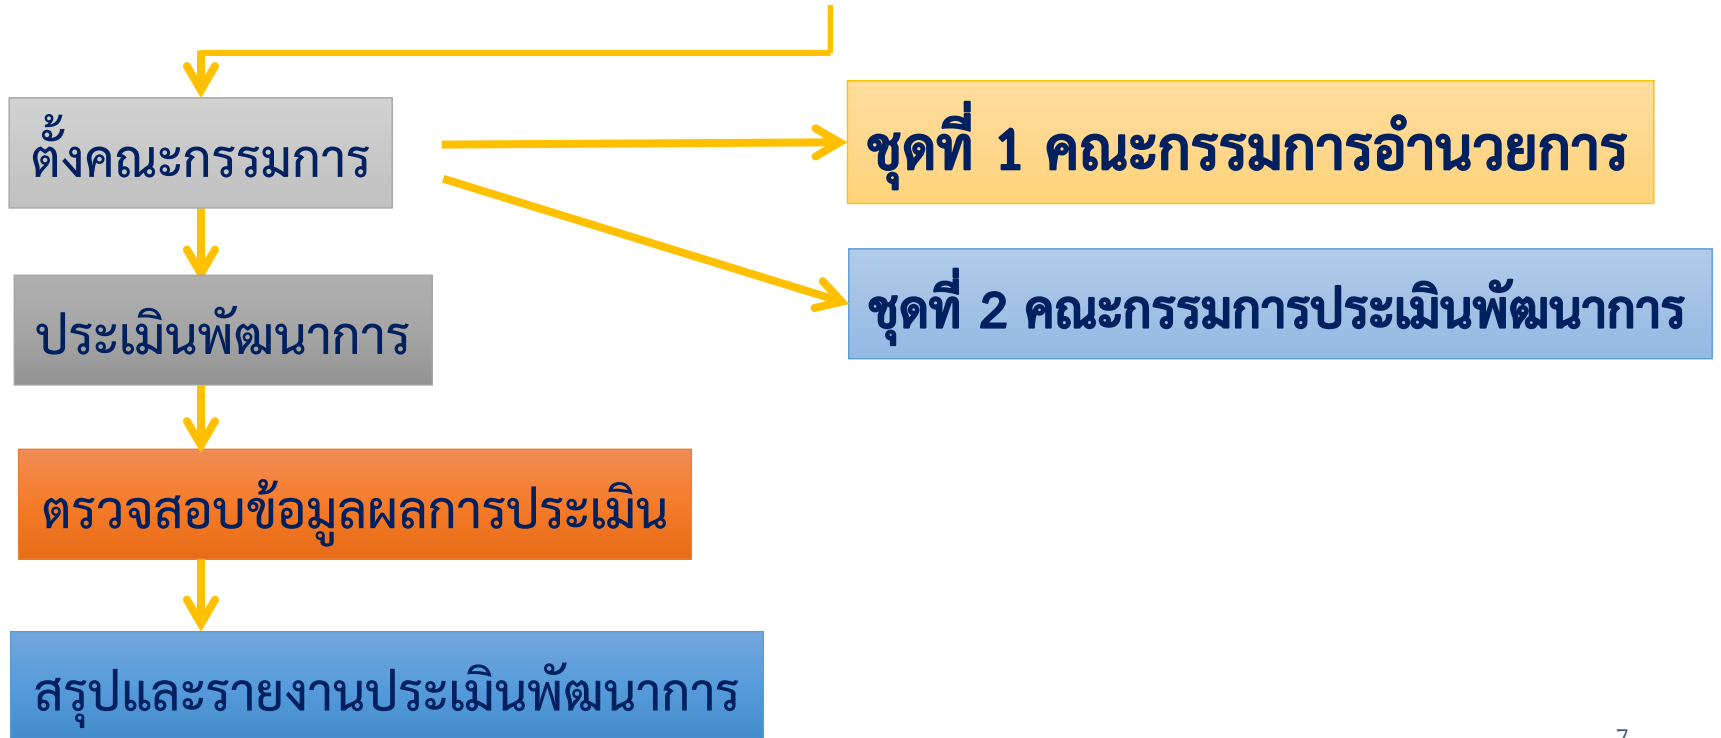 ตั้งคณะกรรมการ
ชุดที่ 1 คณะกรรมการอำนวยการ
ชุดที่ 2 คณะกรรมการประเมินพัฒนาการ
ประเมินพัฒนาการ
ตรวจสอบข้อมูลผลการประเมิน
สรุปและรายงานประเมินพัฒนาการ
7